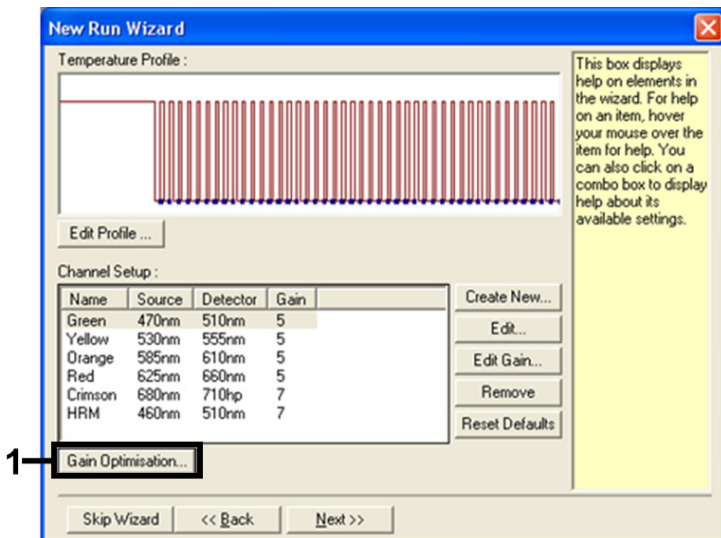 New Run Wizard
Temperature Profile :
This box displays
help on elements in
the wizard. For help
on an item, hover
your mouse over the
item for help. You
can also click on a
combo box to display
help about its
available settings.
Edit Profile ...
Channel Setup :
Name Source Detector Gain
Green 470nm 510nm 5
Yellow 530nm 555nm 5
Orange 585nm 610nm 5
Red 625nm 660nm 5
Crimson 680nm 710hp 7
HRM 460nm 510nm 7
Create New...
Edit...
Edit Gain...
Remove
Reset Defaults
1
Gain Optimisation...
Skip Wizard << Back Next >>